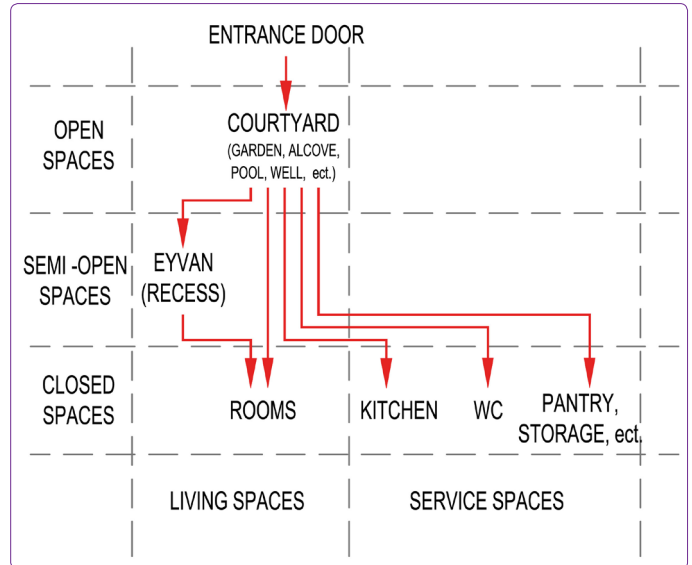 ENTRANCE DOOR
OPEN
SPACES
COURTYARD
(GARDEN, ALCOVE,
POOL, WELL, ect.)
SEMI -OPEN
SPACES
EYVAN
(RECESS)
CLOSED
SPACES
ROOMS
KITCHEN
WC
PANTRY,
STORAGE, ect.
LIVING SPACES
SERVICE SPACES